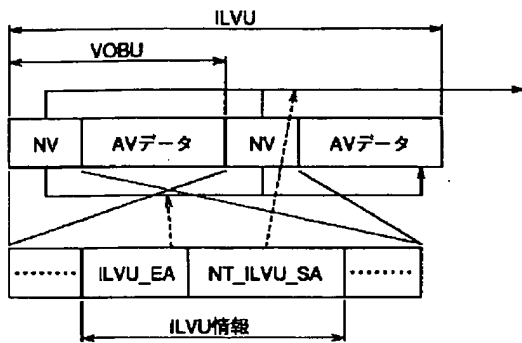 ILVU
VOBU
NV AVデータ NV AVデータ
········ ILVU_EA NT_ILVU_SA ········
ILVU情報